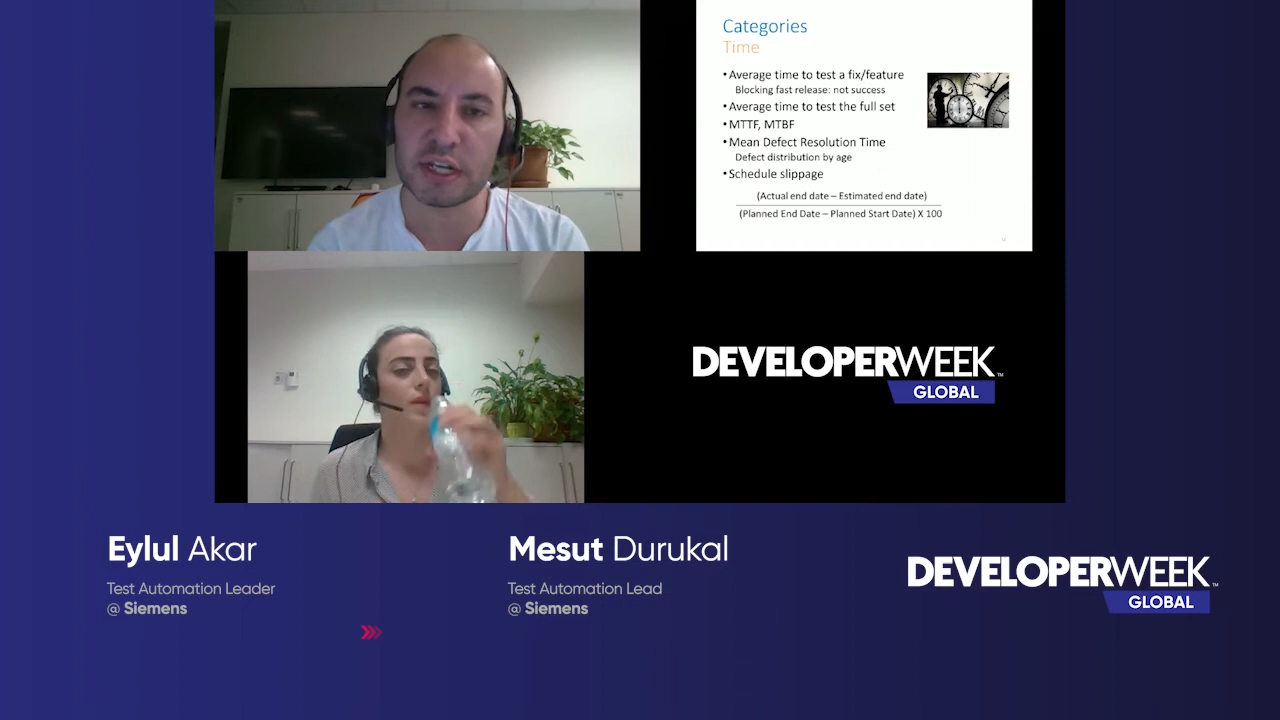 Categories
Time
•Average time to test a fix/feature
Blocking fast release: not success
•Average time to test the full set
•MTTF, MTBF
•Mean Defect Resolution Time
Defect distribution by age
•Schedule slippage
(Actual end date – Estimated end date)
(Planned End Date – Planned Start Date) X 100
DEVELOPERWEEK™
GLOBAL
Eylul Akar
Test Automation Leader
@ Siemens
Mesut Durukal
Test Automation Lead
@ Siemens
DEVELOPERWEEK™
GLOBAL